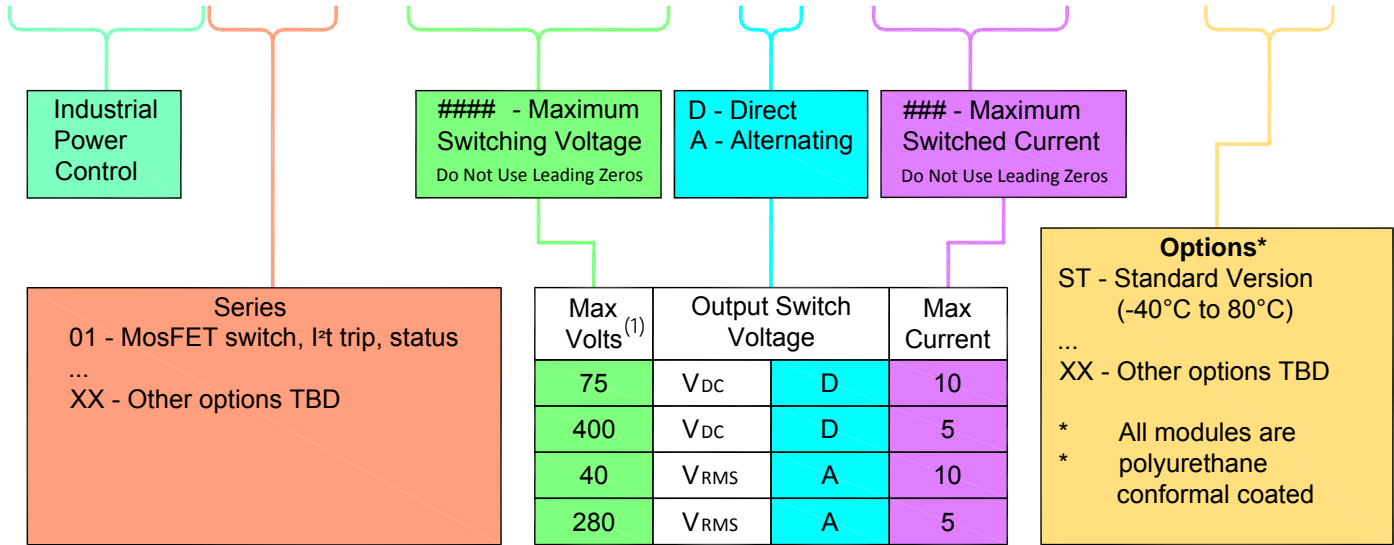 Industrial
Power
Control
#### - Maximum
Switching Voltage
Do Not Use Leading Zeros
D - Direct
A - Alternating
### - Maximum
Switched Current
Do Not Use Leading Zeros
Series
01 - MosFET switch, I²t trip, status
...
XX - Other options TBD
Max Volts (1) Output Switch Voltage Max Current
75 VDC D 10
400 VDC D 5
40 VRMS A 10
280 VRMS A 5
Options*
ST - Standard Version
(-40°C to 80°C)
...
XX - Other options TBD
* All modules are
* polyurethane
conformal coated